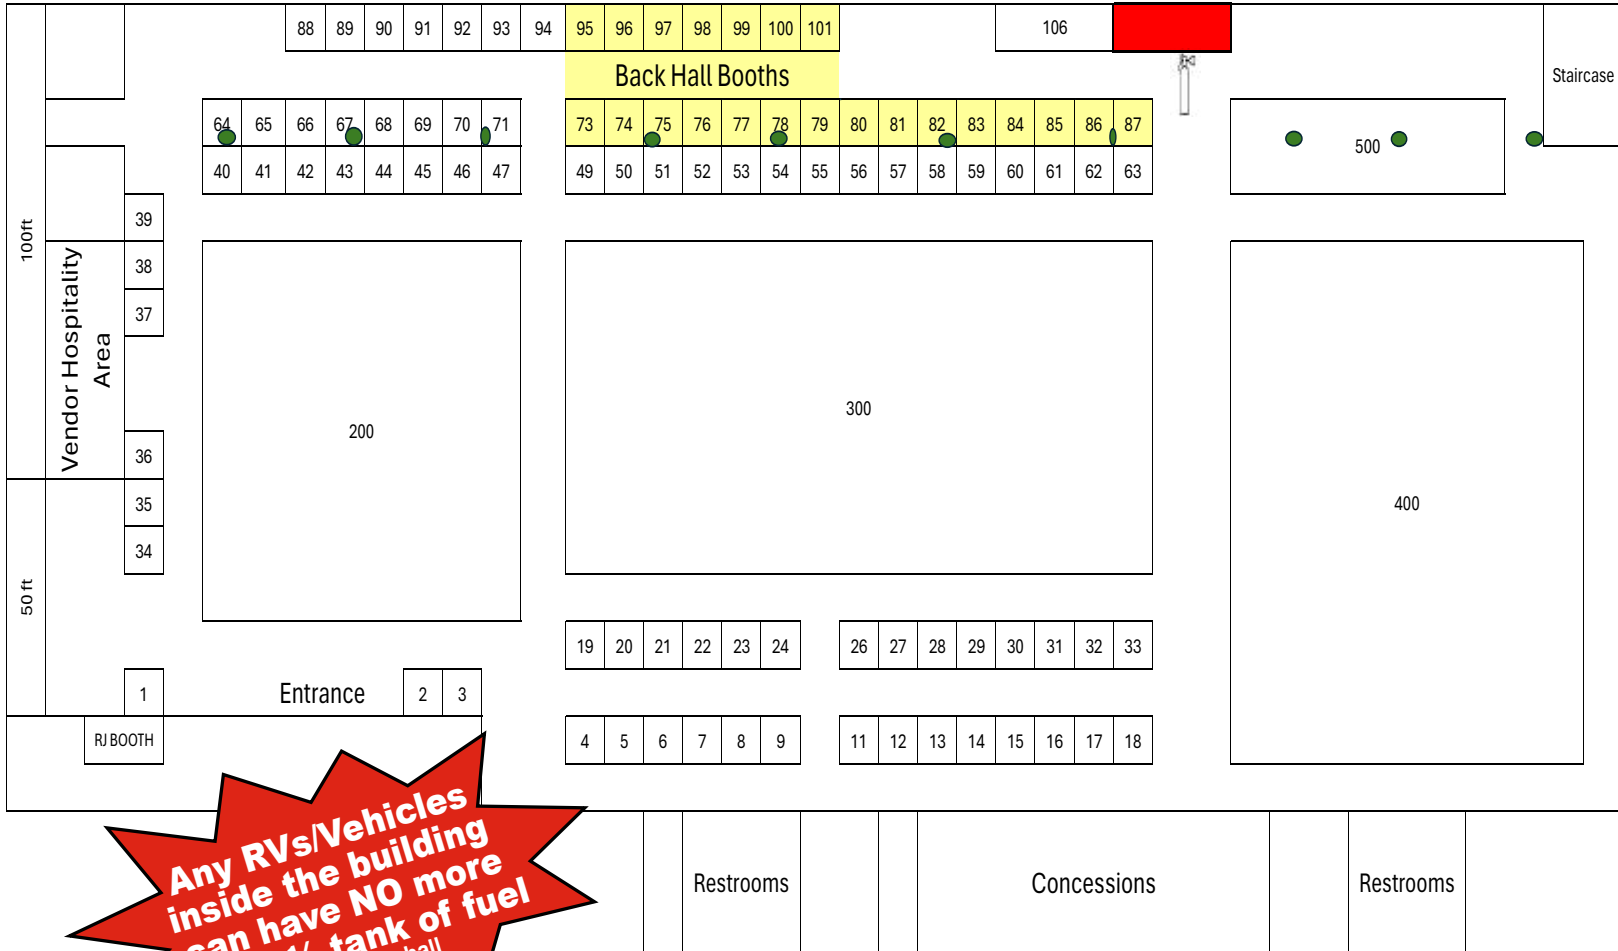 88 89 90 91 92 93 94 95 96 97 98 99 100 101 106
Back Hall Booths
Staircase
64 65 66 67 68 69 70 71 73 74 75 76 77 78 79 80 81 82 83 84 85 86 87
500
40 41 42 43 44 45 46 47 49 50 51 52 53 54 55 56 57 58 59 60 61 62 63
39
100ft
38
Vendor Hospitality
Area
37
300
200
36
35
400
34
50 ft
19 20 21 22 23 24 26 27 28 29 30 31 32 33
1 Entrance 2 3
RJ BOOTH
4 5 6 7 8 9 11 12 13 14 15 16 17 18
Any RVs/Vehicles
inside the building
can have NO more
tank of fuel
Restrooms Concessions Restrooms